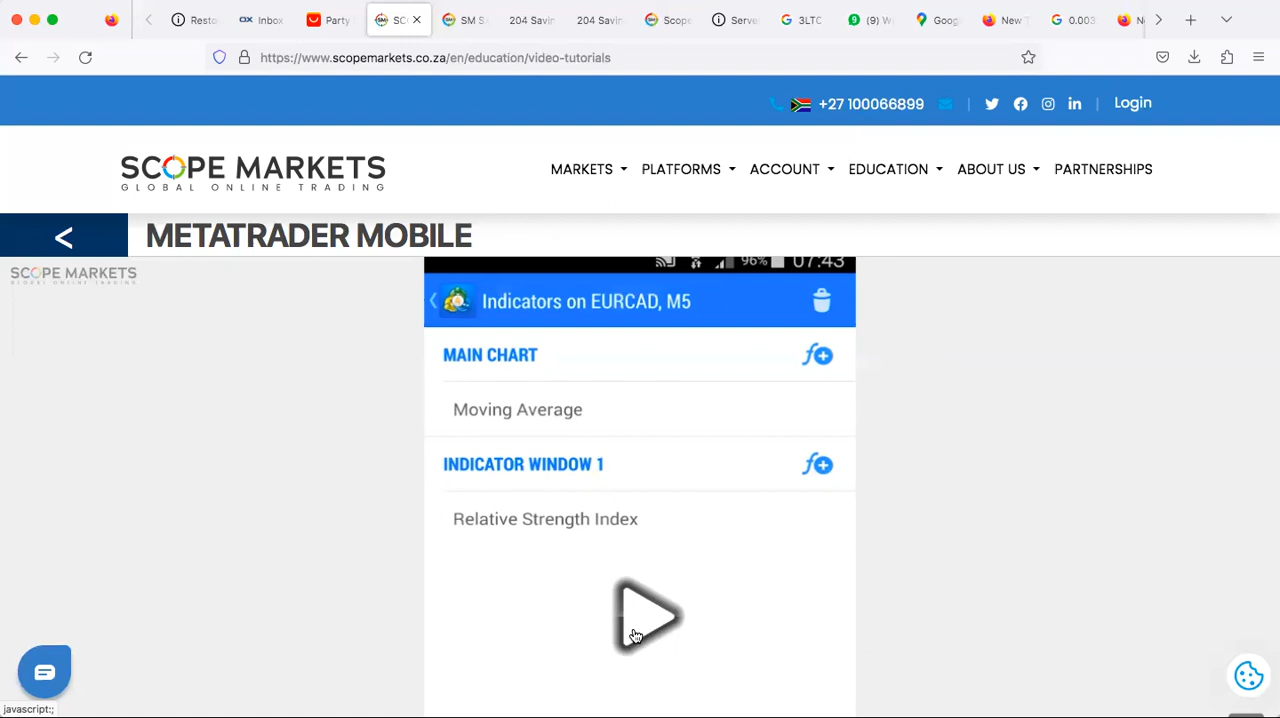 Resto
Inbox
Party
SC
SM S
204 Savin
204 Savin
Scope
Serve
3LTC
(9) W
Goog
New T
0.003
N
https://www.scopemarkets.co.za/en/education/video-tutorials
+27 100066899
Login
SCOPE MARKETS
GLOBAL ONLINE TRADING
MARKETS
PLATFORMS
ACCOUNT
EDUCATION
ABOUT US
PARTNERSHIPS
< METATRADER MOBILE
SCOPE MARKETS
GLOBAL ONLINE TRADING
96% 07:43
Indicators on EURCAD, M5
MAIN CHART
Moving Average
INDICATOR WINDOW 1
Relative Strength Index
javascript:;